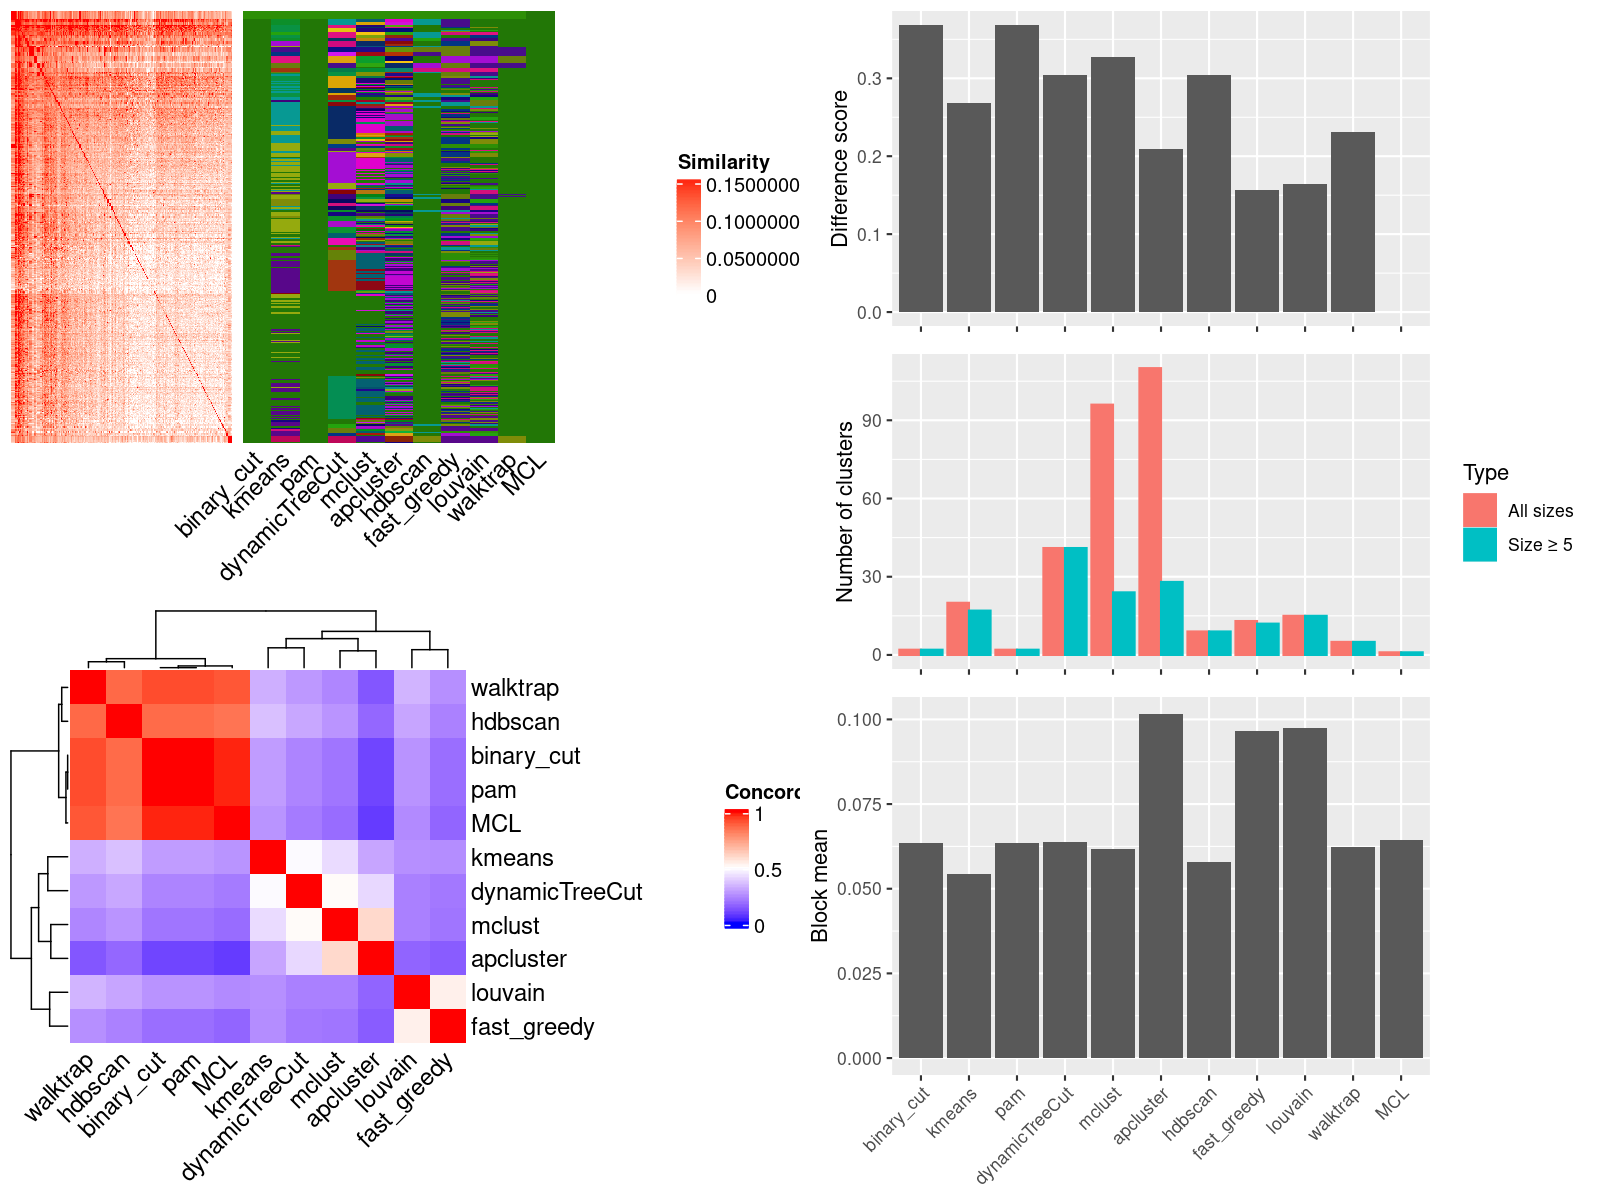 Similarity
0.1500000
0.1000000
0.0500000
0
binary_cut
kmeans
pam
dynamicTreeCut
mclust
apcluster
hdbscan
fast_greedy
louvain
walktrap
MCL
walktrap
hdbscan
binary_cut
pam
MCL
kmeans
dynamicTreeCut
mclust
apcluster
louvain
fast_greedy
walktrap
hdbscan
binary_cut
pam
MCL
kmeans
dynamicTreeCut
mclust
apcluster
louvain
fast_greedy
Concor
1
0.5
0
Difference score
0.3
0.2
0.1
0.0
Number of clusters
90
60
30
0
Type
All sizes
Size ≥ 5
Block mean
0.100
0.075
0.050
0.025
0.000
binary_cut
kmeans
pam
dynamicTreeCut
mclust
apcluster
hdbscan
fast_greedy
louvain
walktrap
MCL